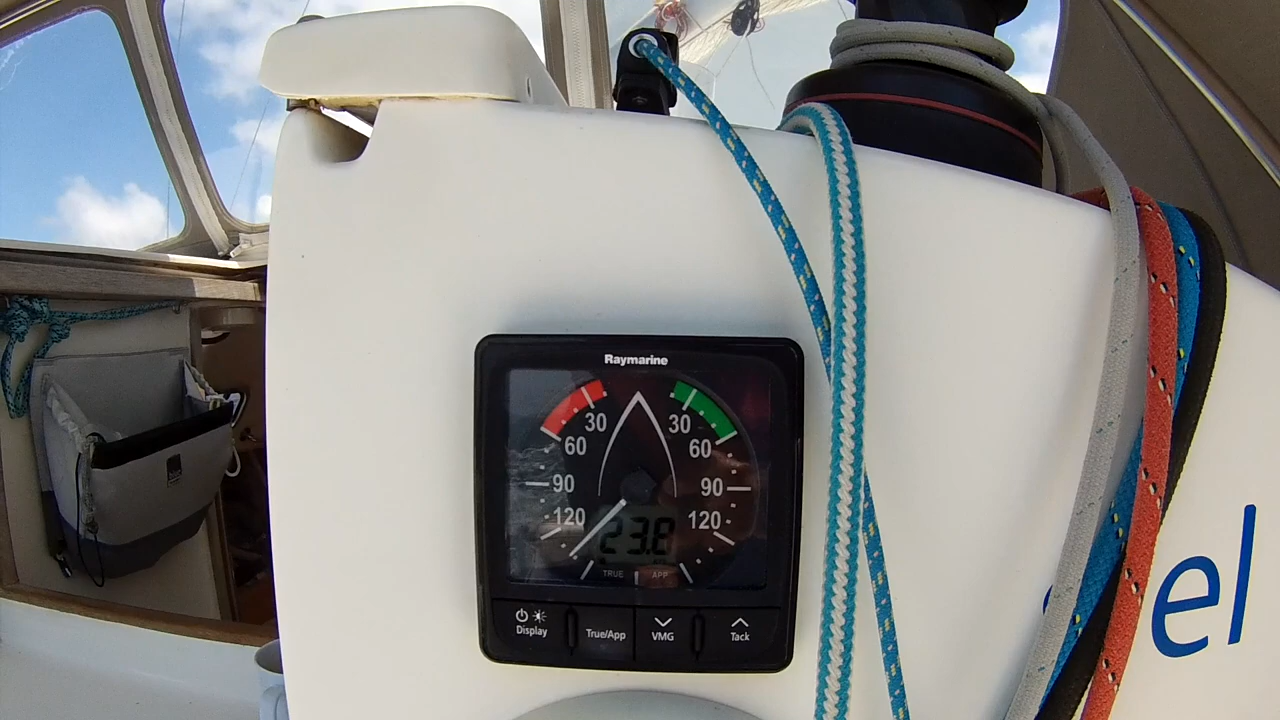 Raymarine
30 30
60 60
90 90
120 120
23.8
TRUE APP
Display True/App VMG Tack
el